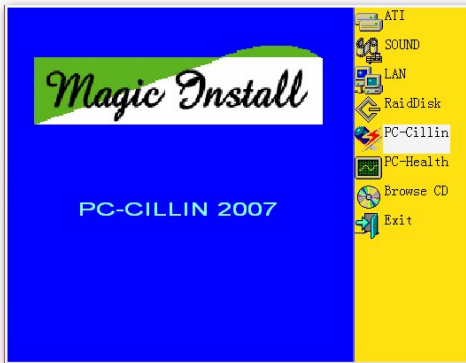 Magic Install
PC-CILLIN 2007
ATI
SOUND
LAN
RaidDisk
PC-Cillin
PC-Health
Browse CD
Exit